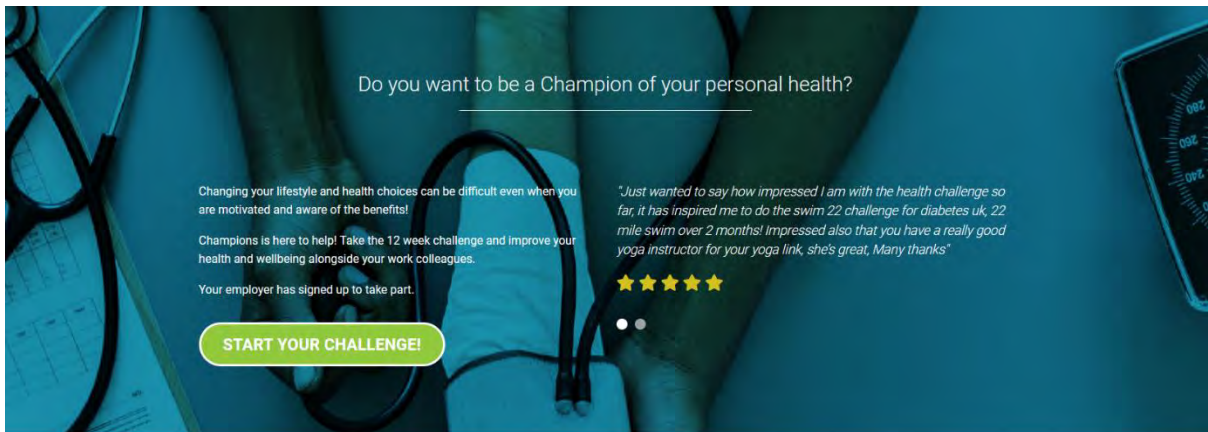 Do you want to be a Champion of your personal health?
Changing your lifestyle and health choices can be difficult even when you
are motivated and aware of the benefits!
Champions is here to help! Take the 12 week challenge and improve your
health and wellbeing alongside your work colleagues.
Your employer has signed up to take part.
START YOUR CHALLENGE!
"Just wanted to say how impressed I am with the health challenge so
far, it has inspired me to do the swim 22 challenge for diabetes uk, 22
mile swim over 2 months! Impressed also that you have a really good
yoga instructor for your yoga link, she's great, Many thanks"
280
260
240